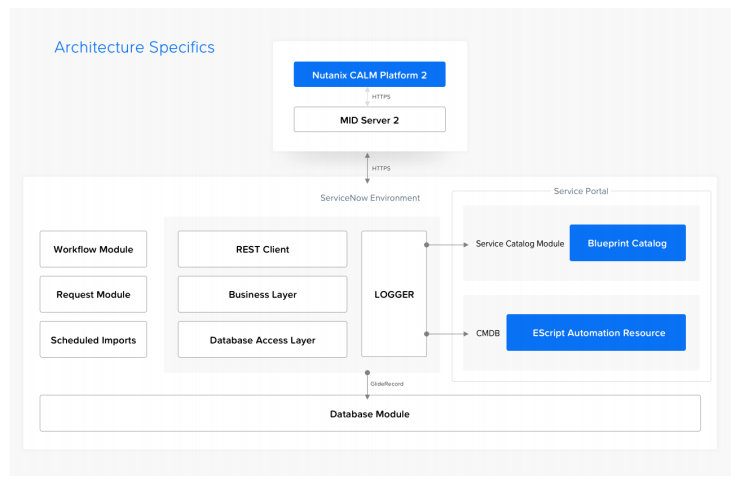 Architecture Specifics
Nutanix CALM Platform 2
HTTPS
MID Server 2
HTTPS
ServiceNow Environment
Service Portal
Workflow Module
REST Client
Service Catalog Module
Blueprint Catalog
Request Module
Business Layer
LOGGER
Scheduled Imports
Database Access Layer
CMDB
EScript Automation Resource
GlideRecord
Database Module